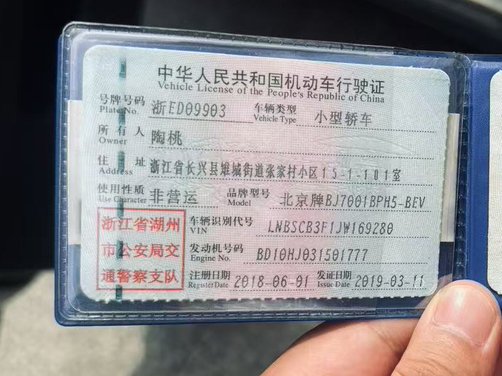 中华人民共和国机动车行驶证
Vehicle License of the People's Republic of China
号牌号码 浙ED09903 车辆类型 小型轿车
Plate No. Vehicle Type
所有人 陶桃
Owner
住址 浙江省长兴县雉城街道张家村小区15-1-101室
Address
使用性质 非营运 品牌型号 北京牌BJ7001BPH5-BEV
Use Character Model
浙江省湖州
市公安局交
通警察支队
车辆识别代号 LNBSCB3F1JW169280
VIN
发动机号码 BD10HJ031501777
Engine No.
注册日期 2018-06-01 发证日期 2019-03-11
Register Date Issue Date